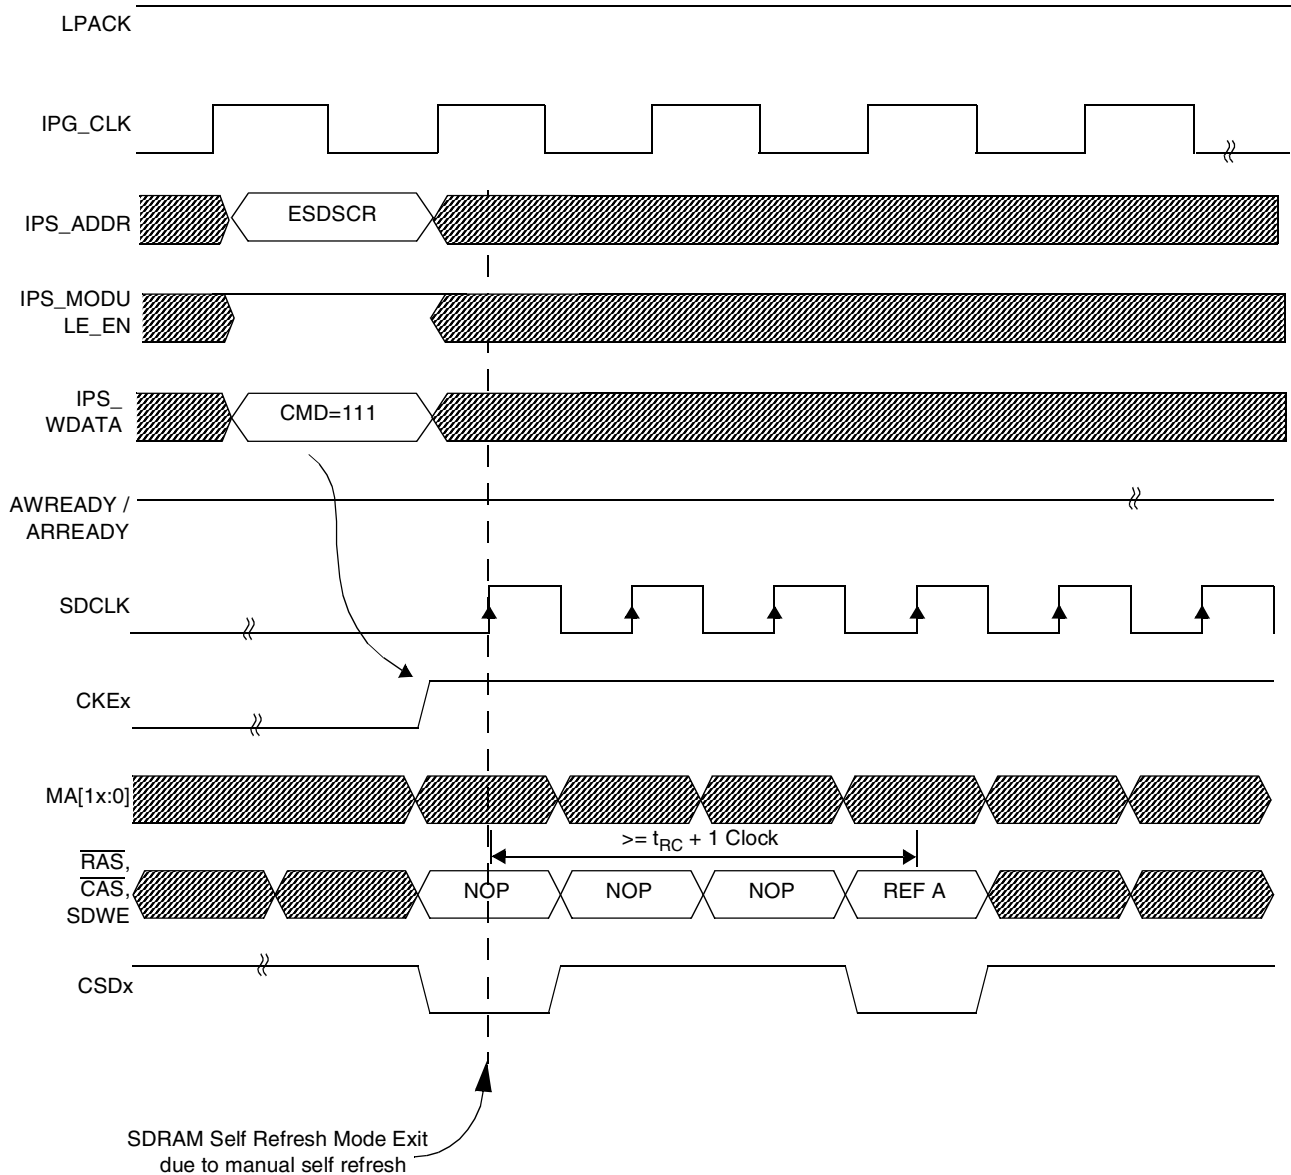 LPACK
IPG_CLK
IPS_ADDR
ESDSCR
IPS_MODU
LE_EN
IPS_
WDATA
CMD=111
AWREADY /
ARREADY
SDCLK
CKEx
MA[1x:0]
>= tRC + 1 Clock
RAS,
CAS,
SDWE
NOP
NOP
NOP
REF A
CSDx
SDRAM Self Refresh Mode Exit
due to manual self refresh